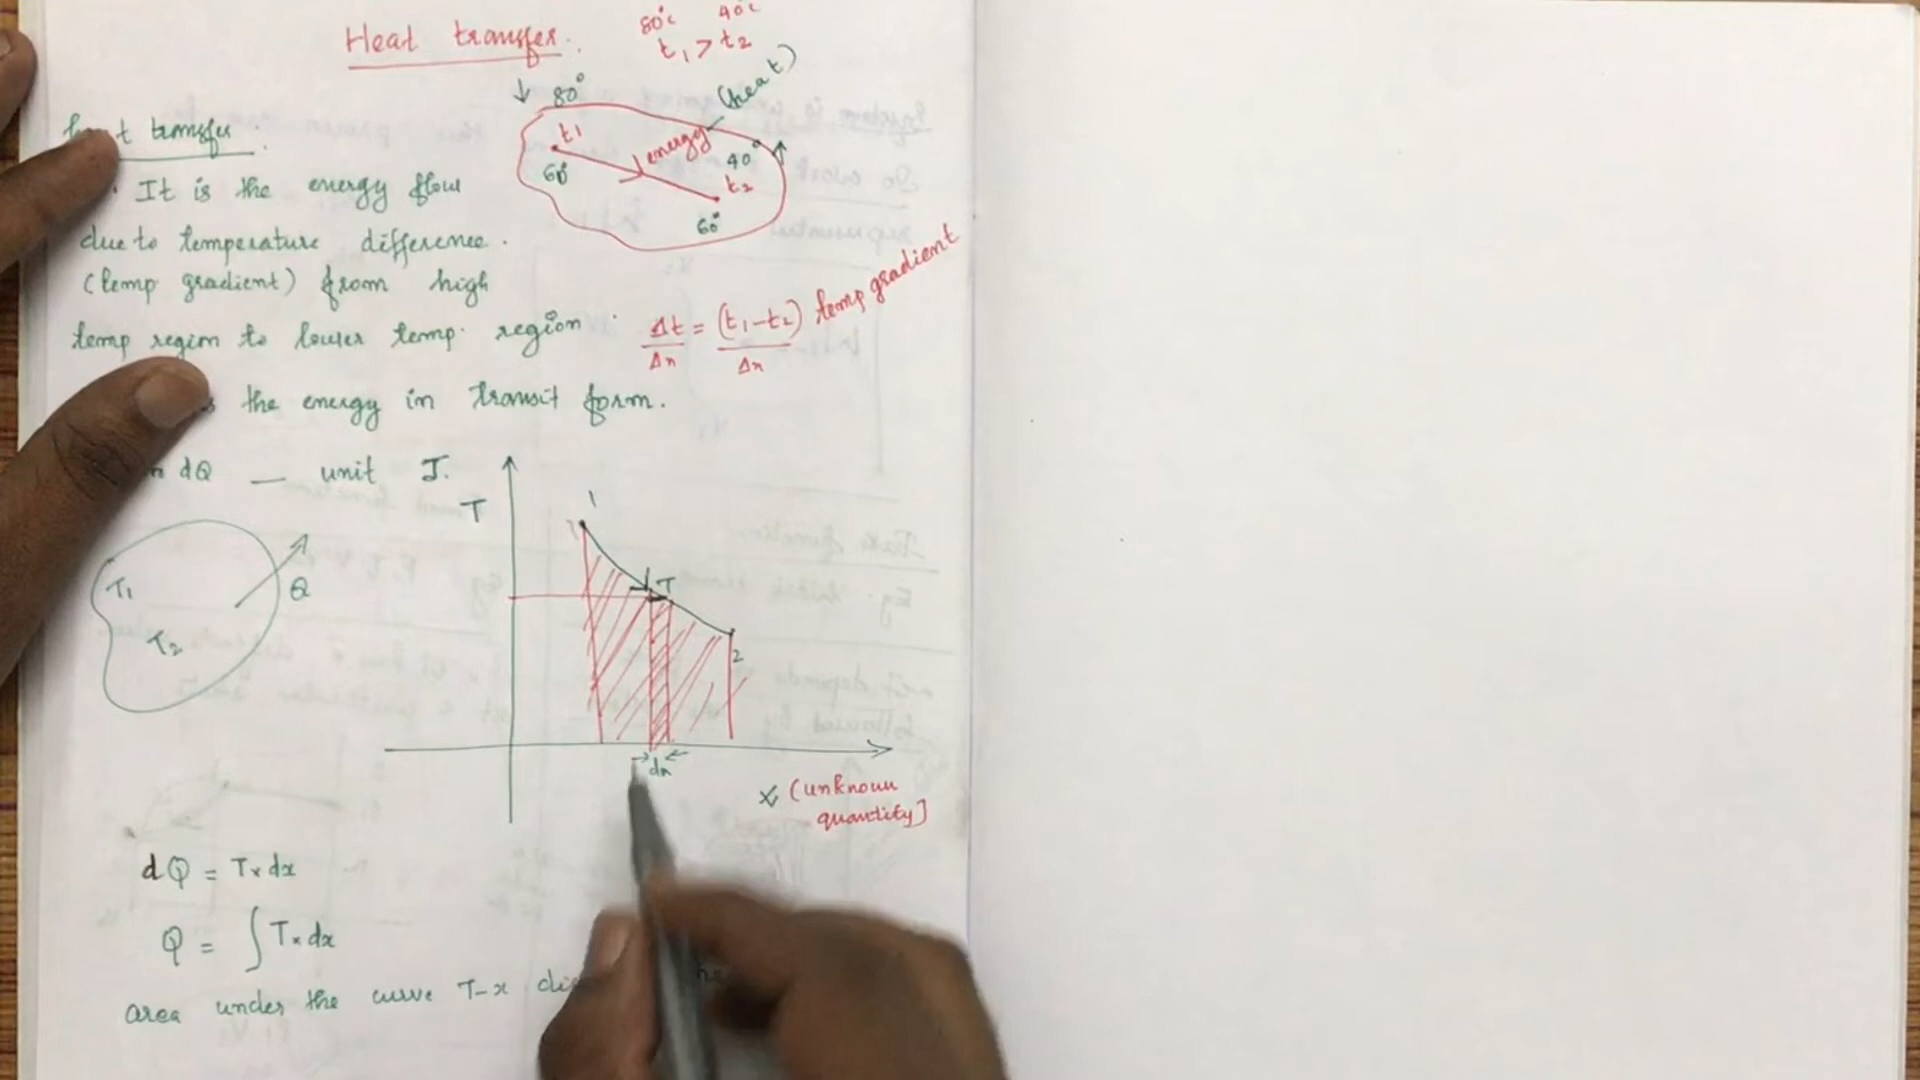 Heat transfer.
80°c 40°c
t₁ > t₂
80°
(heat)
t₁
energy
60°
40°
t₂
60°
transfer.
It is the energy flow
due to temperature difference.
(temp gradient) from high
temp region to lower temp. region.
Δt/Δx = (t₁-t₂)/Δx temp gradient
the energy in transit form.
dQ — unit J.
T₁
T₂
Q
T
1
T
2
dx
X (unknown
quantity]
dQ = T × dx
Q = ∫ T × dx
area under the curve T-x